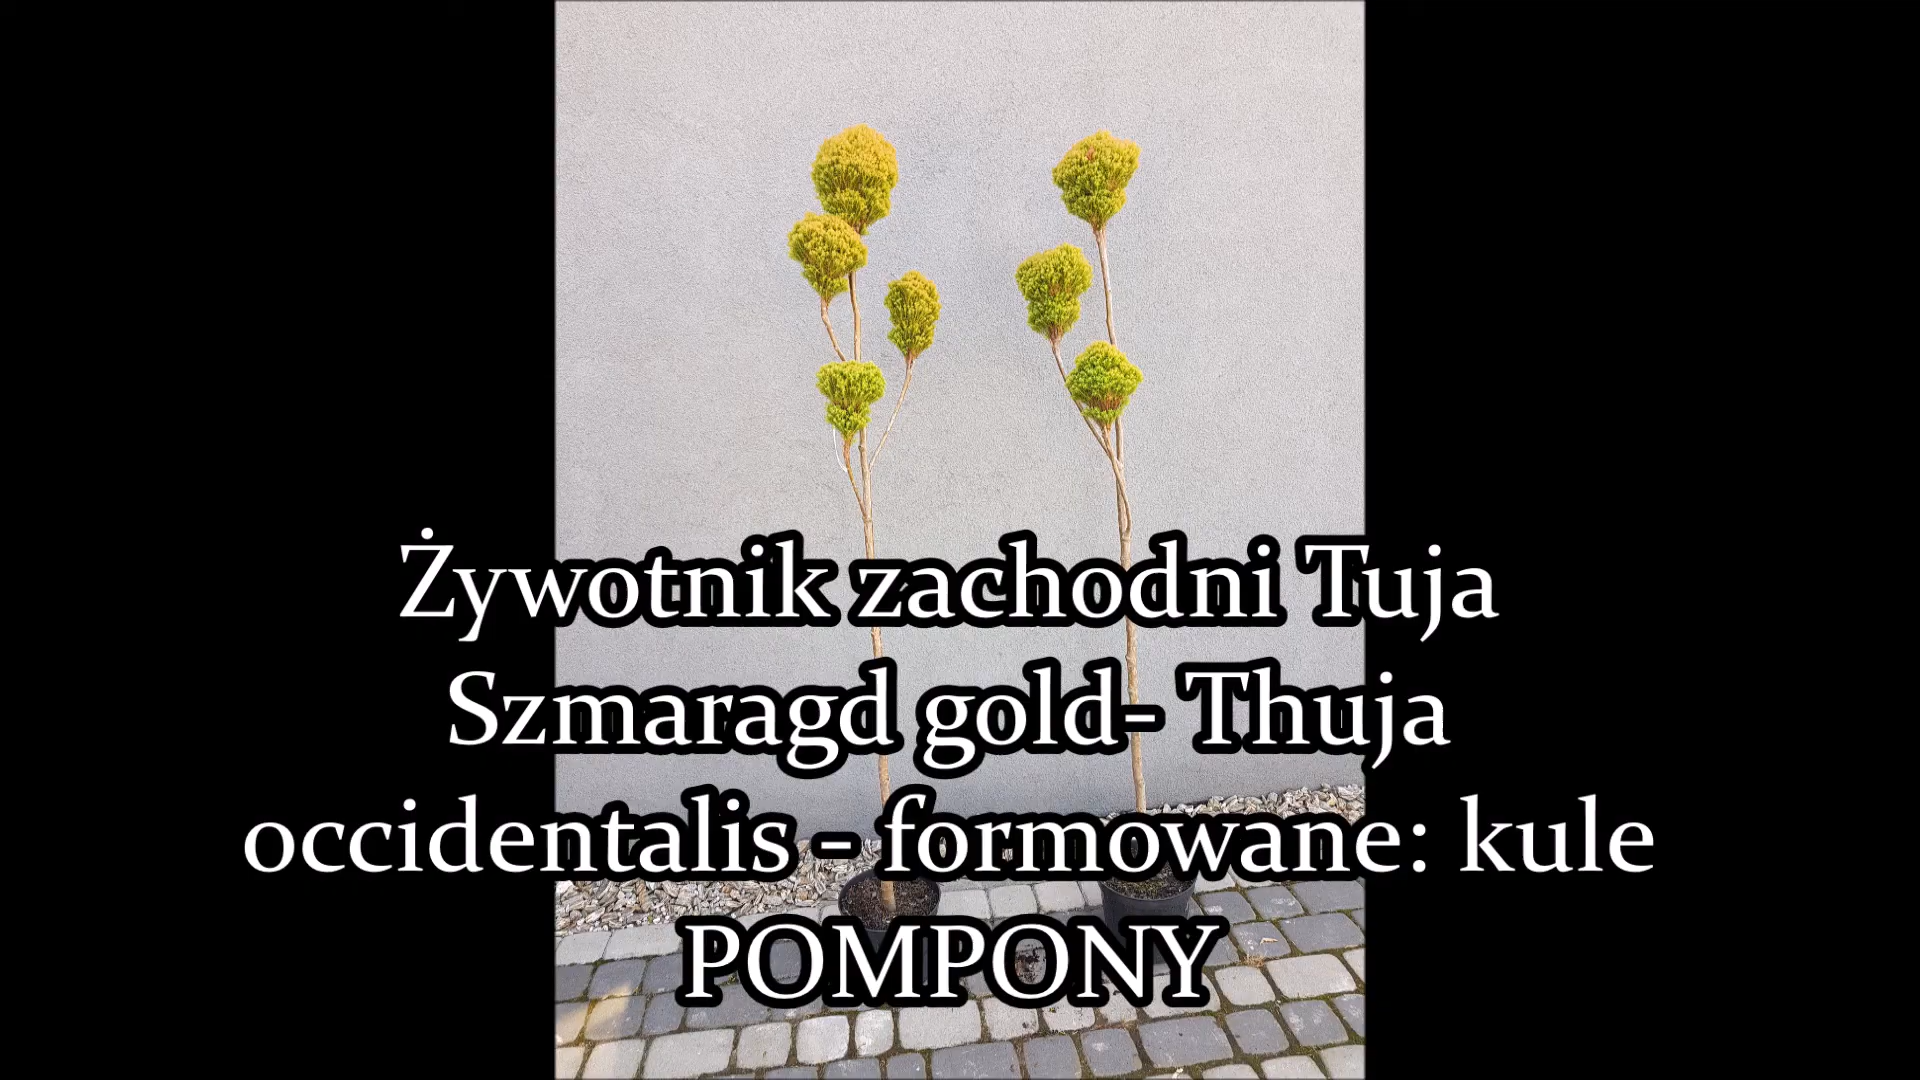 Żywotnik zachodni Tuja
Szmaragd gold- Thuja
occidentalis - formowane: kule
POMPONY